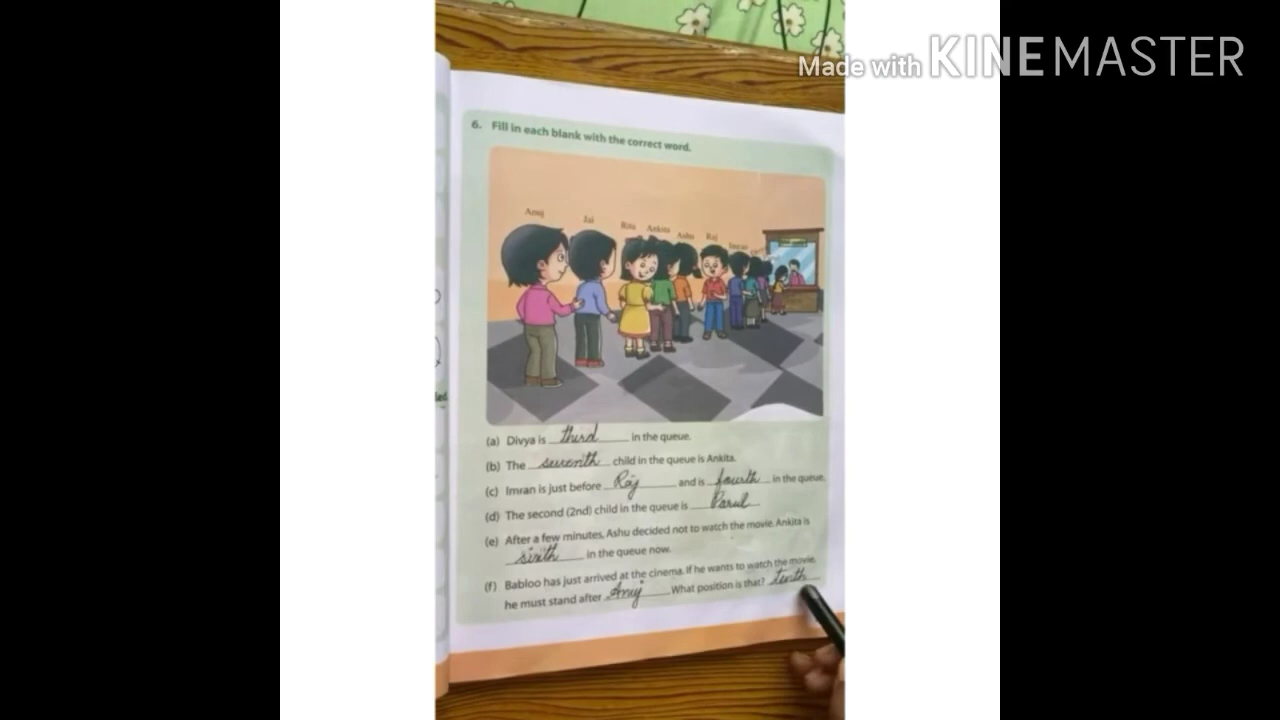 Made with KINEMASTER
6. Fill in each blank with the correct word.
Anuj Jai Rita Ankita Ashu Raj Imran
(a) Divya is third in the queue.
(b) The seventh child in the queue is Ankita.
(c) Imran is just before Raj and is fourth in the queue.
(d) The second (2nd) child in the queue is Parul
(e) After a few minutes, Ashu decided not to watch the movie. Ankita is
sixth in the queue now.
(f) Babloo has just arrived at the cinema. If he wants to watch the movie,
he must stand after Anuj. What position is that? tenth